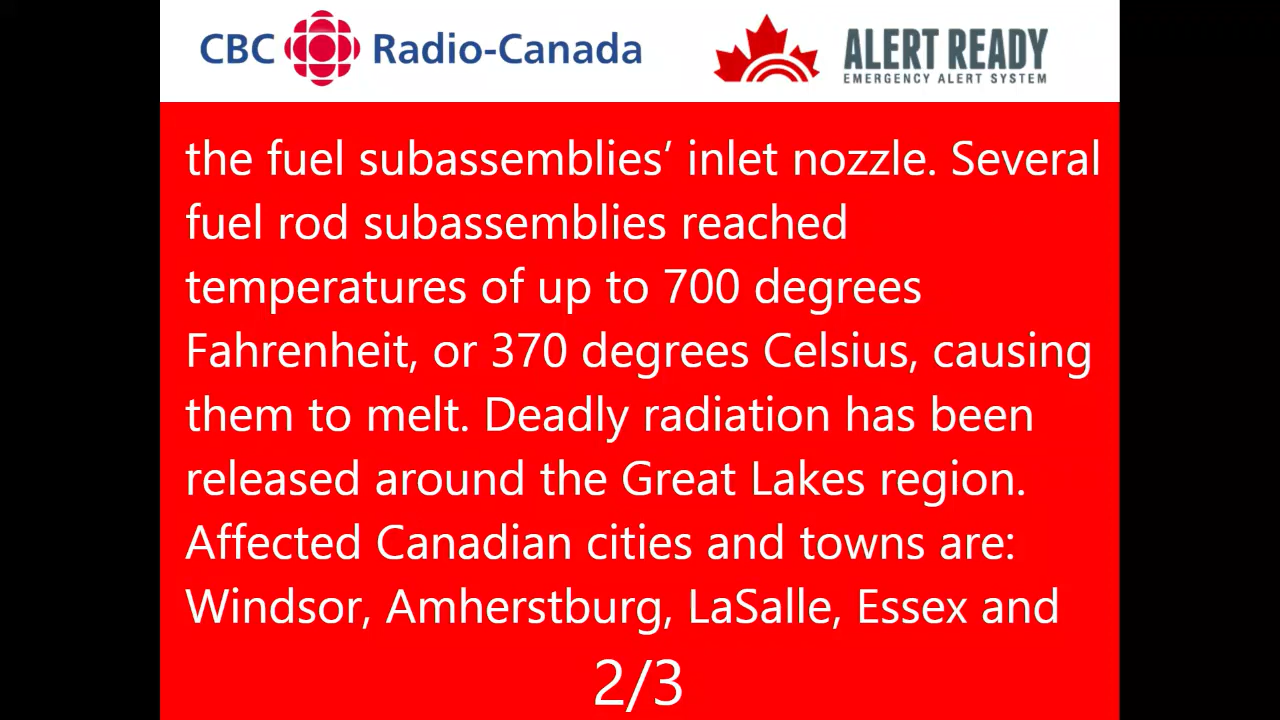 CBC Radio-Canada
ALERT READY
EMERGENCY ALERT SYSTEM
the fuel subassemblies’ inlet nozzle. Several
fuel rod subassemblies reached
temperatures of up to 700 degrees
Fahrenheit, or 370 degrees Celsius, causing
them to melt. Deadly radiation has been
released around the Great Lakes region.
Affected Canadian cities and towns are:
Windsor, Amherstburg, LaSalle, Essex and
2/3